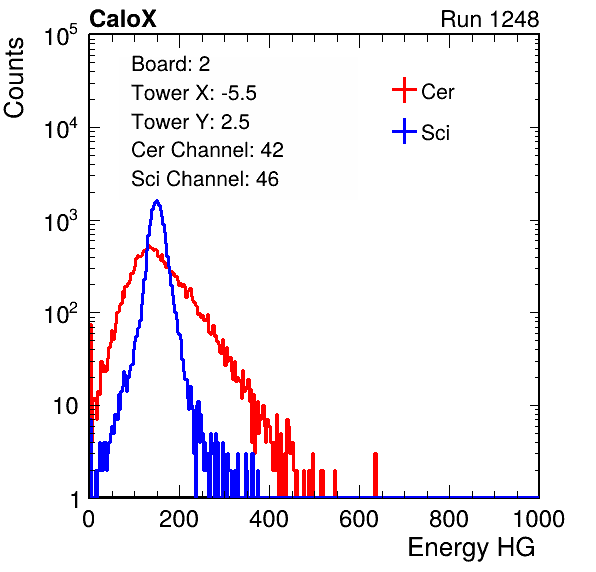 CaloX Run 1248
Counts
Board: 2
Tower X: -5.5
Tower Y: 2.5
Cer Channel: 42
Sci Channel: 46
Cer
Sci
10^5
10^4
10^3
10^2
10
1
0 200 400 600 800 1000
Energy HG